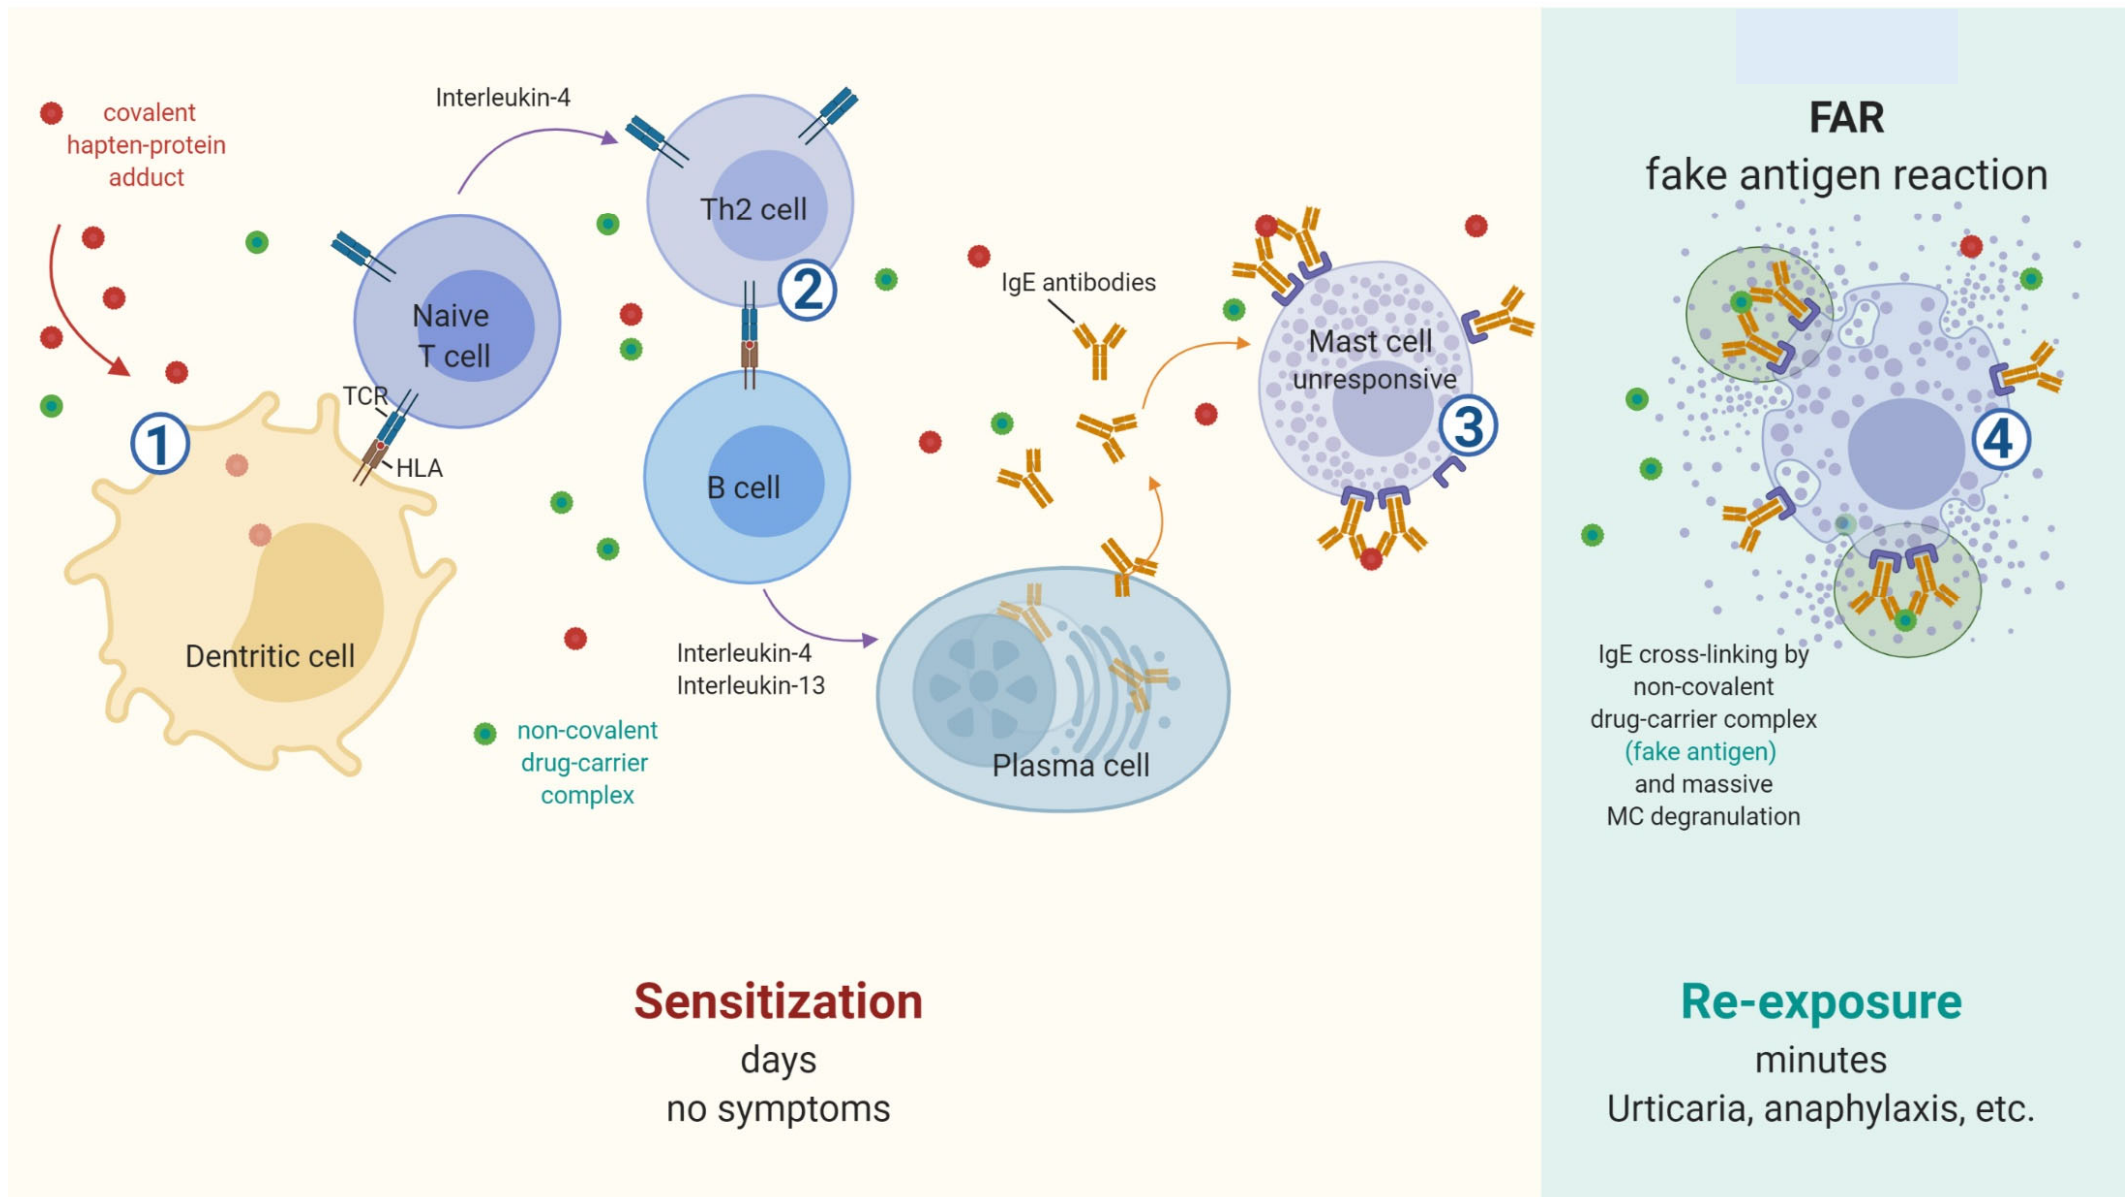 covalent
hapten-protein
adduct
Interleukin-4
Naive
T cell
TCR
HLA
1
Dentritic cell
Th2 cell
2
B cell
Interleukin-4
Interleukin-13
non-covalent
drug-carrier
complex
IgE antibodies
Plasma cell
Mast cell
unresponsive
3
Sensitization
days
no symptoms
FAR
fake antigen reaction
4
IgE cross-linking by
non-covalent
drug-carrier complex
(fake antigen)
and massive
MC degranulation
Re-exposure
minutes
Urticaria, anaphylaxis, etc.